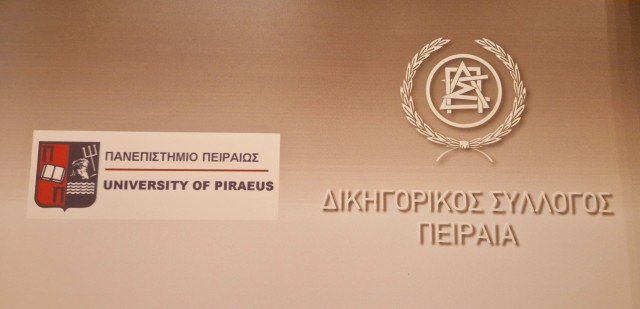 ΠΑΝΕΠΙΣΤΗΜΙΟ ΠΕΙΡΑΙΩΣ
UNIVERSITY OF PIRAEUS
ΔΙΚΗΓΟΡΙΚΟΣ ΣΥΛΛΟΓΟΣ
ΠΕΙΡΑΙΑ